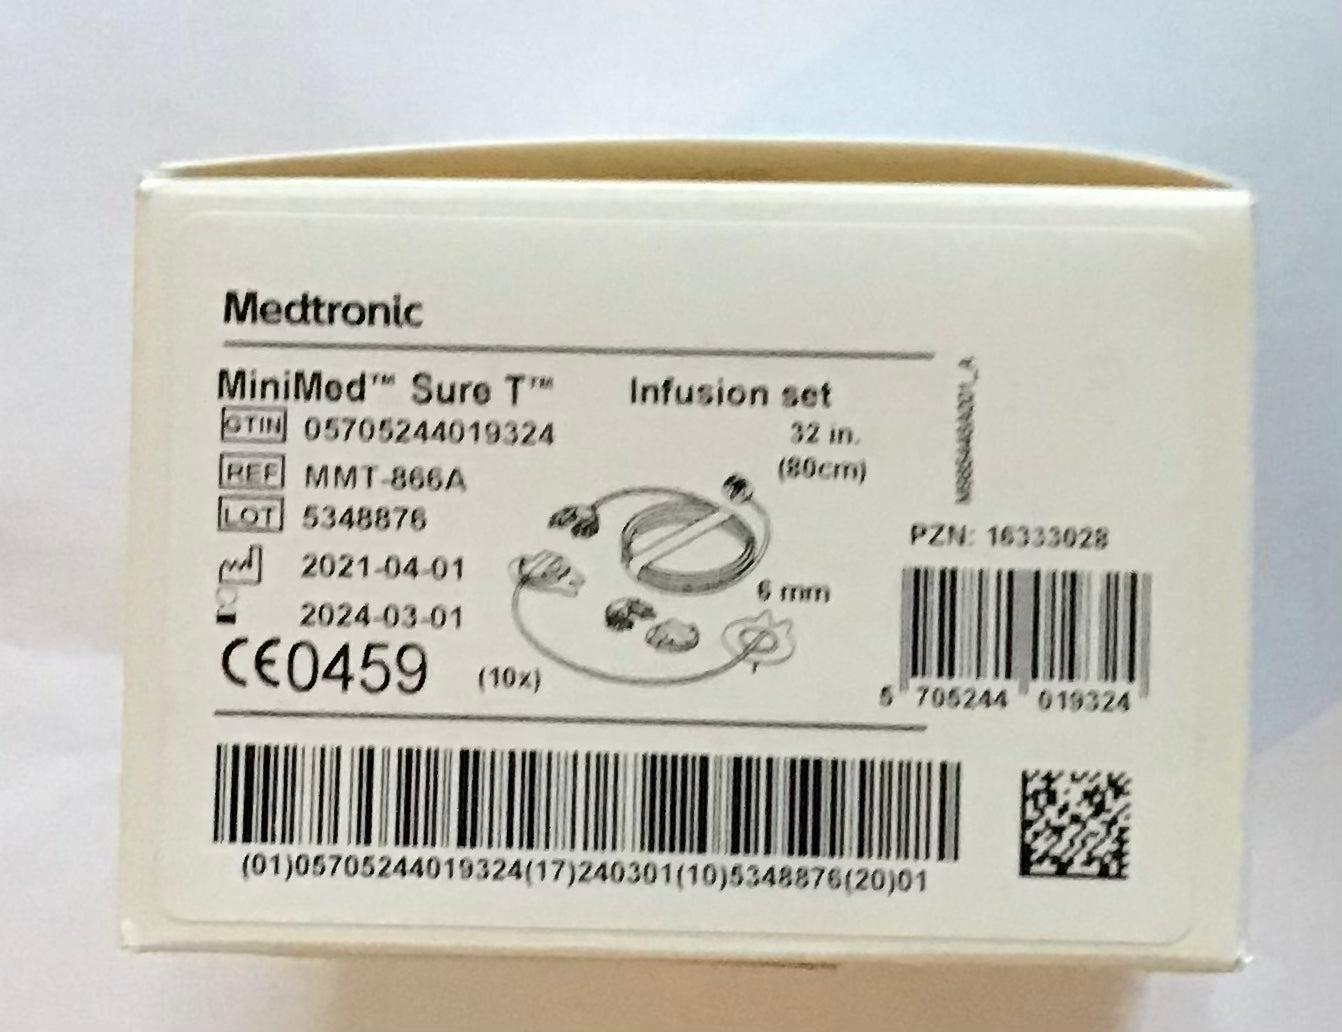 Medtronic
MiniMed™ Sure T™ Infusion set
GTIN 05705244019324
32 in.
(80cm)
REF MMT-866A
LOT 5348876
PZN: 16333028
2021-04-01
6 mm
2024-03-01
CE0459
(10x)
5 705244 019324
(01)05705244019324(17)240301(10)5348876(20)01